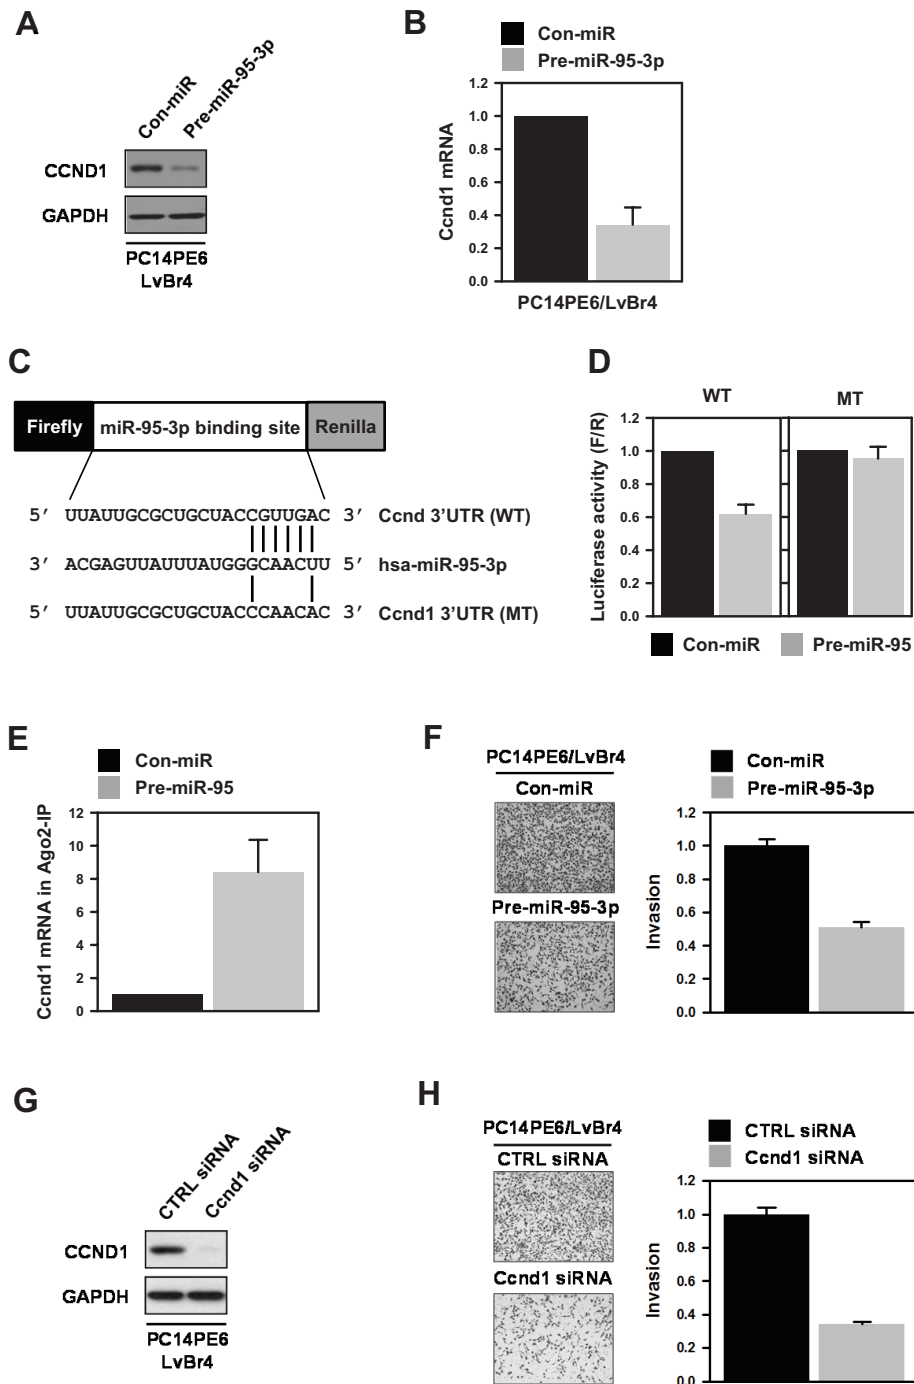 A
Con-miR
Pre-miR-95-3p
CCND1
GAPDH
PC14PE6
LvBr4
B
Con-miR
Pre-miR-95-3p
Ccnd1 mRNA
1.2
1.0
0.8
0.6
0.4
0.2
0.0
PC14PE6/LvBr4
C
Firefly
miR-95-3p binding site
Renilla
5′ UUAUUGCGCUGCUACCGUUGAC 3′ Ccnd 3’UTR (WT)
3′ ACGAGUUAUUUAUGGGCAACUU 5′ hsa-miR-95-3p
5′ UUAUUGCGCUGCUACCCAACAC 3′ Ccnd1 3’UTR (MT)
D
WT
MT
Luciferase activity (F/R)
1.2
1.0
0.8
0.6
0.4
0.2
0.0
Con-miR
Pre-miR-95
E
Con-miR
Pre-miR-95
Ccnd1 mRNA in Ago2-IP
12
10
8
6
4
2
0
F
PC14PE6/LvBr4
Con-miR
Pre-miR-95-3p
Con-miR
Pre-miR-95-3p
Invasion
1.2
1.0
0.8
0.6
0.4
0.2
0.0
G
CTRL siRNA
Ccnd1 siRNA
CCND1
GAPDH
PC14PE6
LvBr4
H
PC14PE6/LvBr4
CTRL siRNA
Ccnd1 siRNA
CTRL siRNA
Ccnd1 siRNA
Invasion
1.2
1.0
0.8
0.6
0.4
0.2
0.0